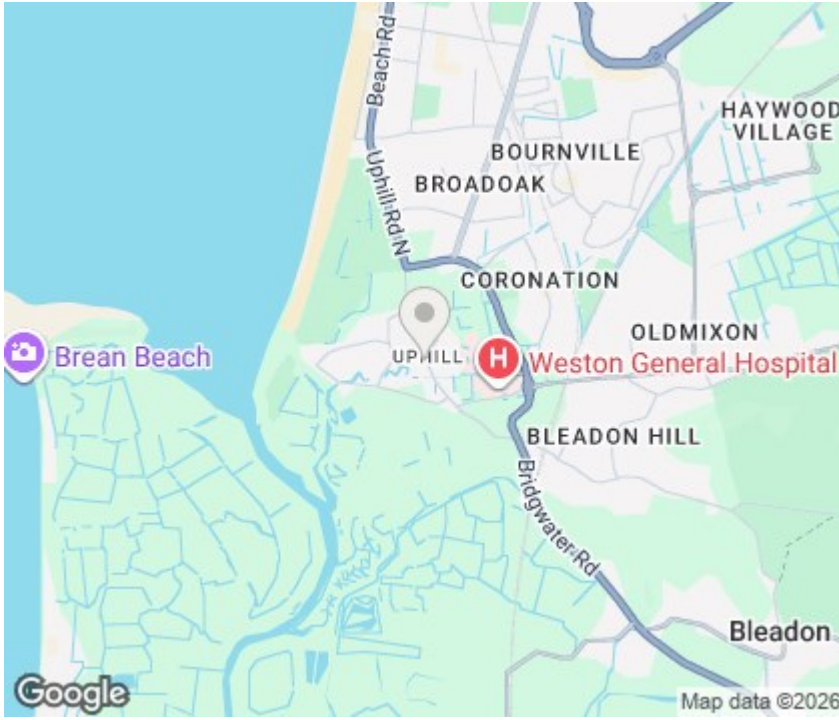 Beach Rd
Uphill Rd N
HAYWOOD
VILLAGE
BOURNVILLE
BROADOAK
CORONATION
OLDMIXON
Brean Beach
UPHILL
H
Weston General Hospital
BLEADON HILL
Bridgwater Rd
Bleadon
Google
Map data ©2026